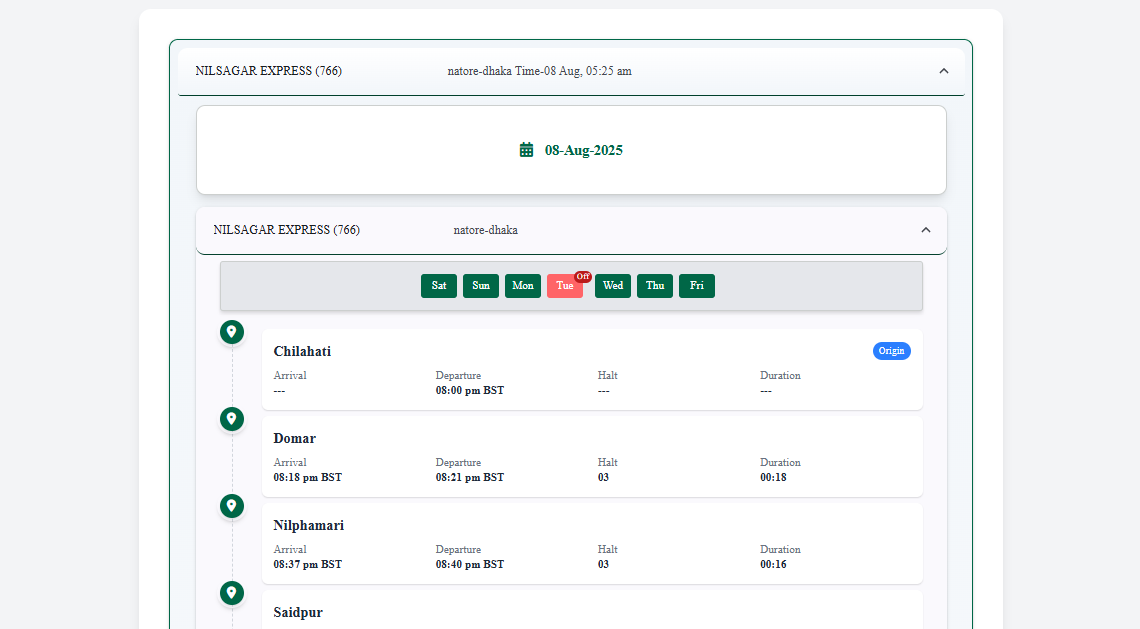 NILSAGAR EXPRESS (766) natore-dhaka Time-08 Aug, 05:25 am
08-Aug-2025
NILSAGAR EXPRESS (766) natore-dhaka
Sat Sun Mon Tue Off Wed Thu Fri
Chilahati Origin
Arrival Departure Halt Duration
--- 08:00 pm BST --- ---
Domar
Arrival Departure Halt Duration
08:18 pm BST 08:21 pm BST 03 00:18
Nilphamari
Arrival Departure Halt Duration
08:37 pm BST 08:40 pm BST 03 00:16
Saidpur